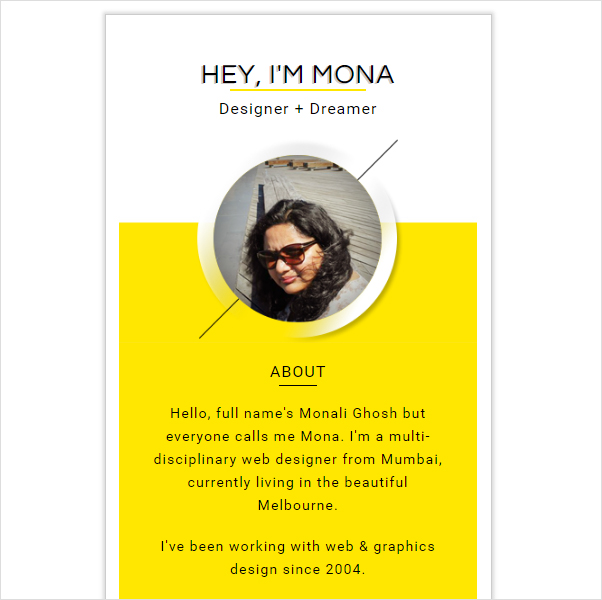 HEY, I'M MONA
Designer + Dreamer
ABOUT
Hello, full name's Monali Ghosh but
everyone calls me Mona. I'm a multi-
disciplinary web designer from Mumbai,
currently living in the beautiful
Melbourne.
I've been working with web & graphics
design since 2004.